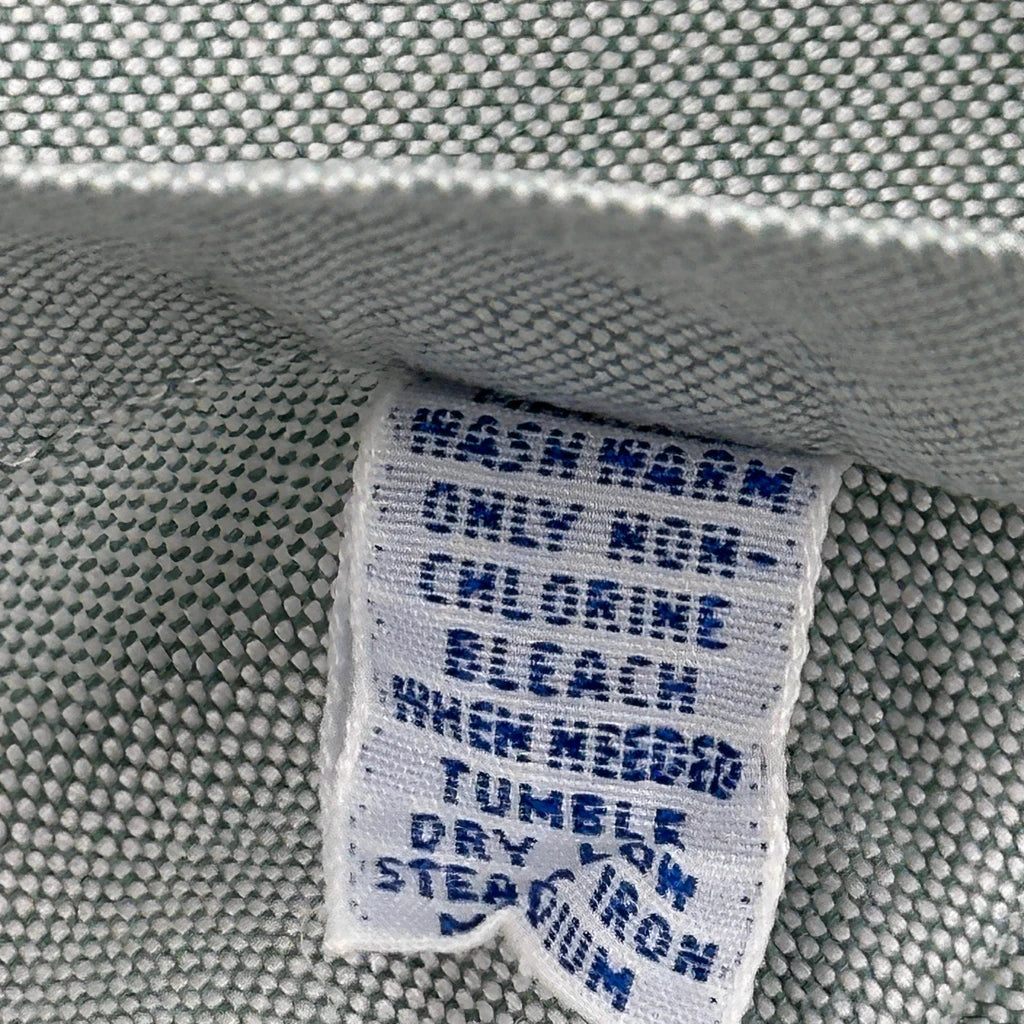 WASH WARM
ONLY NON-
CHLORINE
BLEACH
WHEN NEEDED
TUMBLE
DRY LOW
STEAM IRON
MEDIUM